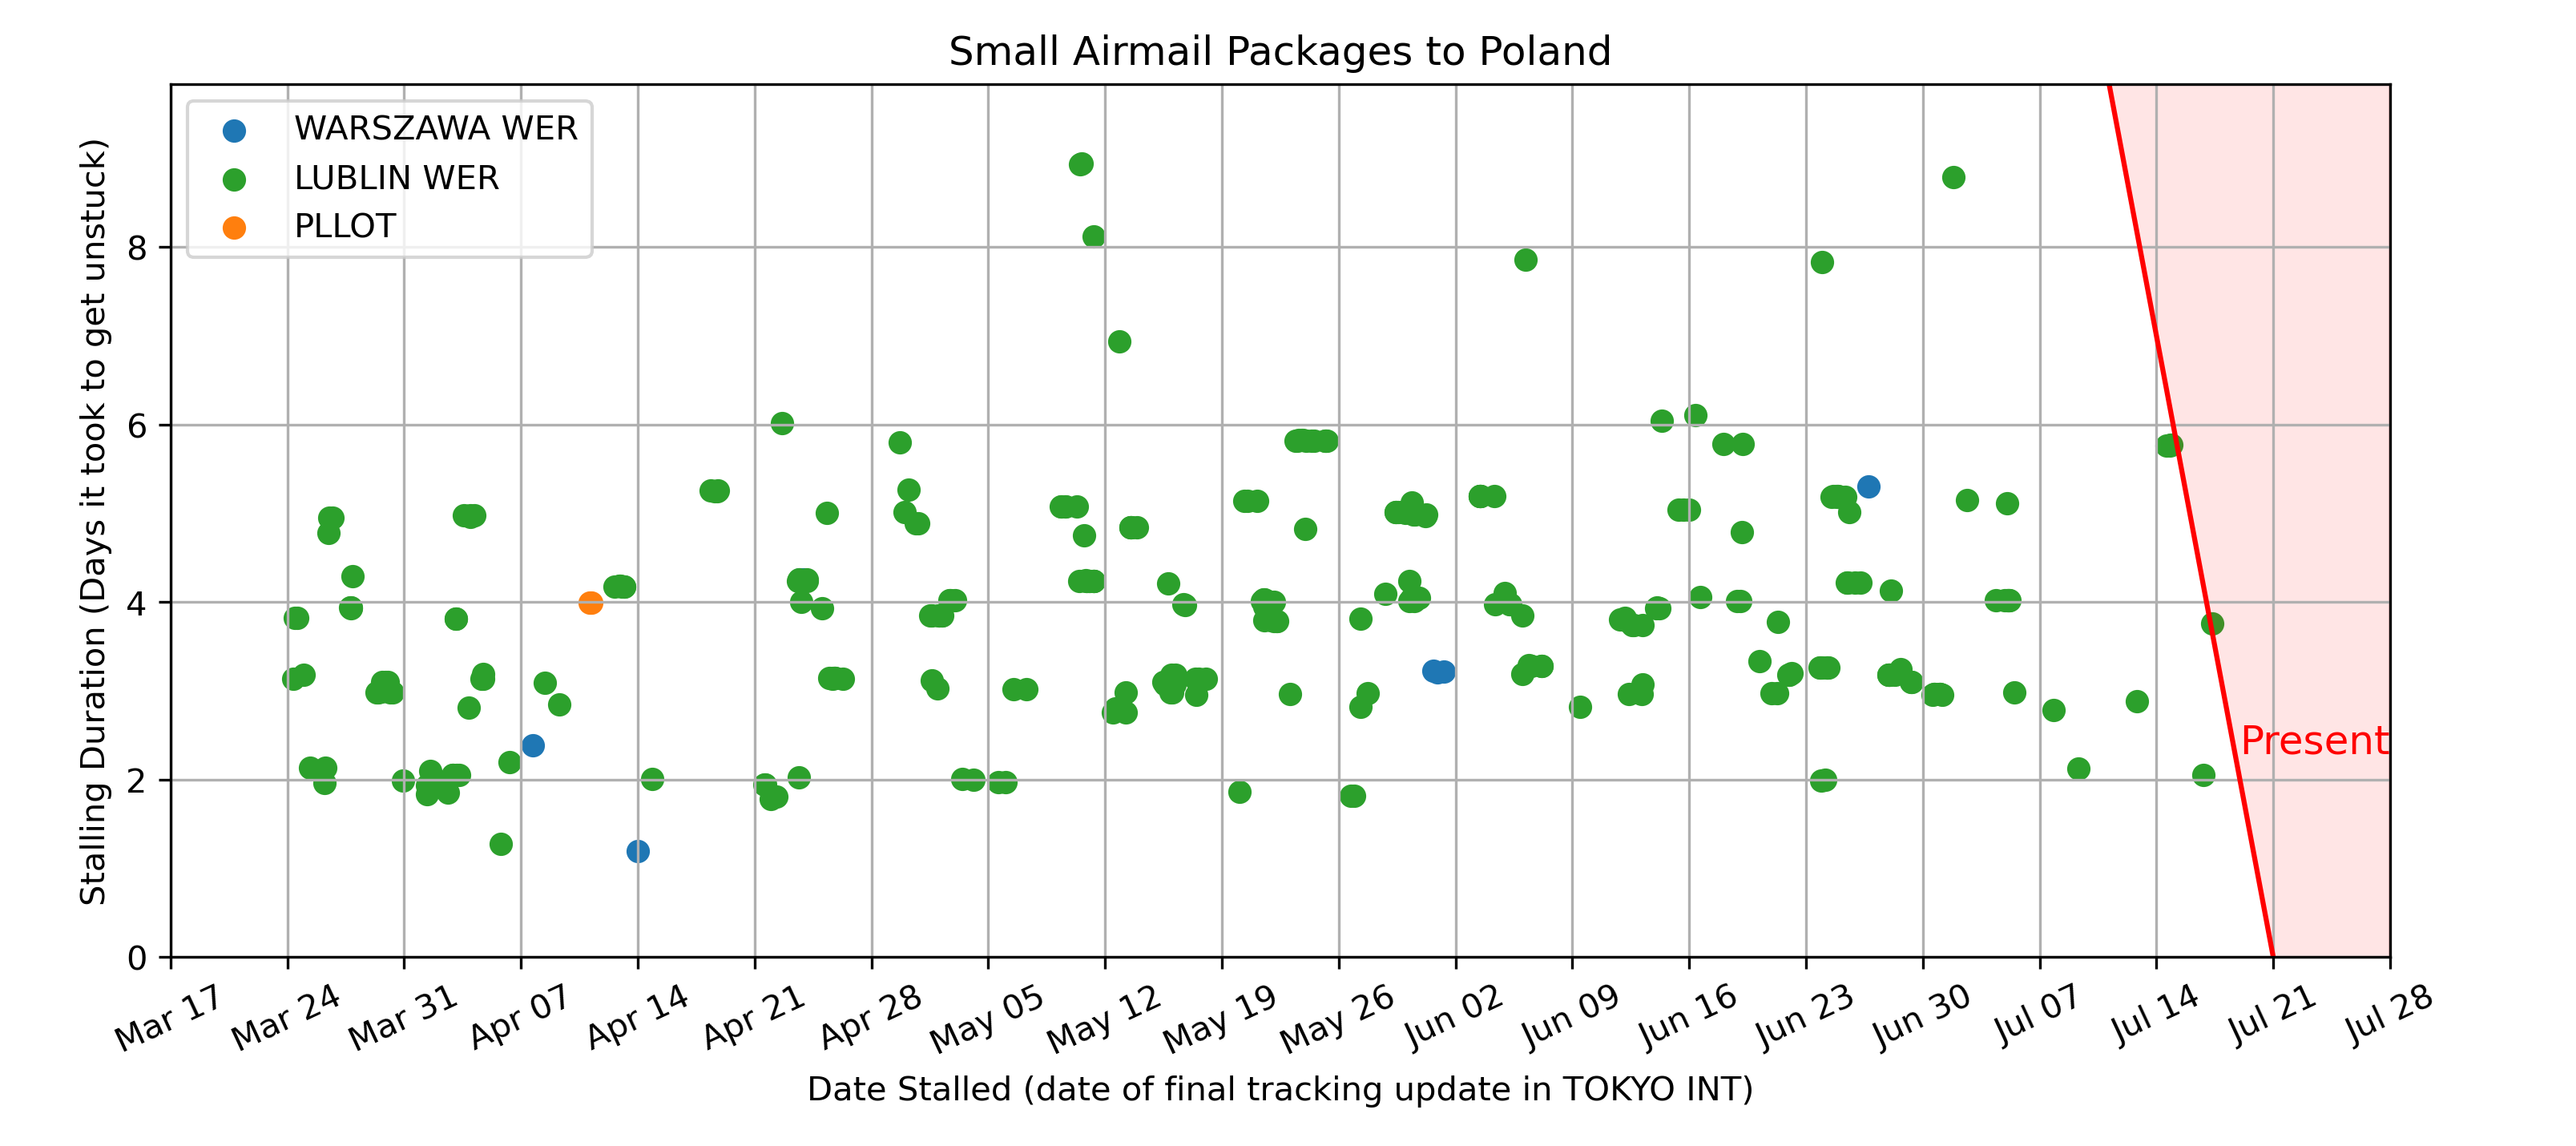 Small Airmail Packages to Poland
WARSZAWA WER
LUBLIN WER
PLLOT
Stalling Duration (Days it took to get unstuck)
8
6
4
2
0
Present
Mar 17 Mar 24 Mar 31 Apr 07 Apr 14 Apr 21 Apr 28 May 05 May 12 May 19 May 26 Jun 02 Jun 09 Jun 16 Jun 23 Jun 30 Jul 07 Jul 14 Jul 21 Jul 28
Date Stalled (date of final tracking update in TOKYO INT)